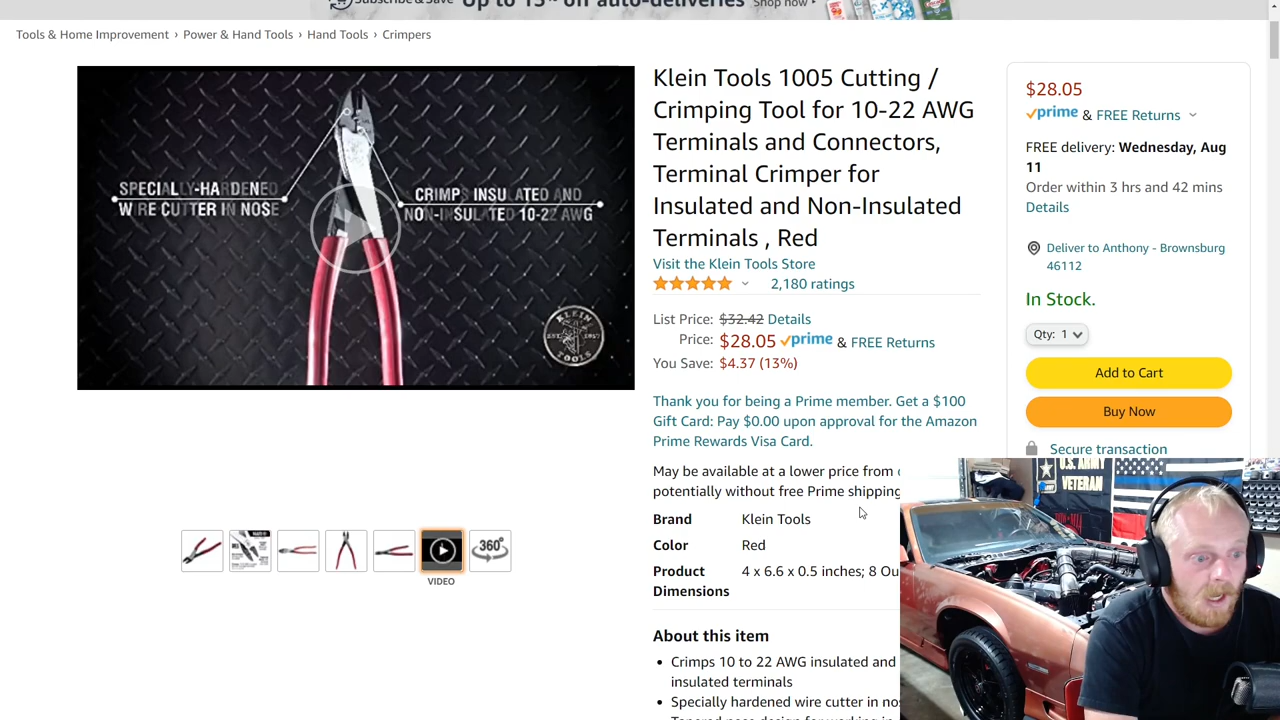 Subscribe & Save Up to 15% off auto-deliveries Shop now
Tools & Home Improvement › Power & Hand Tools › Hand Tools › Crimpers
SPECIALLY-HARDENED
WIRE CUTTER IN NOSE
CRIMPS INSULATED AND
NON-INSULATED 10-22 AWG
KLEIN
EST. 1857
TOOLS
360°
VIDEO
Klein Tools 1005 Cutting /
Crimping Tool for 10-22 AWG
Terminals and Connectors,
Terminal Crimper for
Insulated and Non-Insulated
Terminals , Red
Visit the Klein Tools Store
2,180 ratings
List Price: $32.42 Details
Price: $28.05 prime & FREE Returns
You Save: $4.37 (13%)
Thank you for being a Prime member. Get a $100
Gift Card: Pay $0.00 upon approval for the Amazon
Prime Rewards Visa Card.
May be available at a lower price from
potentially without free Prime shipping
Brand Klein Tools
Color Red
Product 4 x 6.6 x 0.5 inches; 8 Ou
Dimensions
About this item
• Crimps 10 to 22 AWG insulated and
insulated terminals
• Specially hardened wire cutter in
$28.05
prime & FREE Returns
FREE delivery: Wednesday, Aug
11
Order within 3 hrs and 42 mins
Details
Deliver to Anthony - Brownsburg
46112
In Stock.
Qty: 1
Add to Cart
Buy Now
Secure transaction
U.S. ARMY
VETERAN